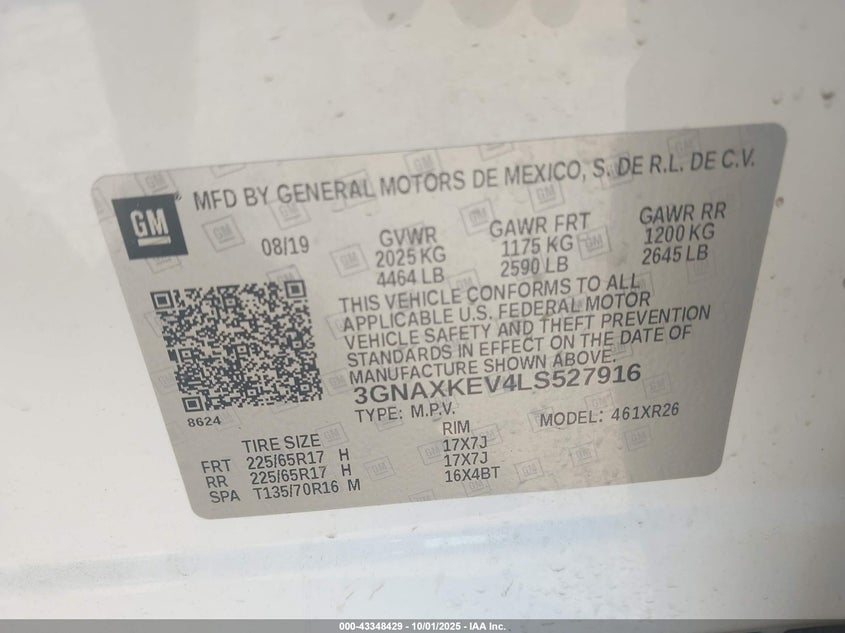 GM
MFD BY GENERAL MOTORS DE MEXICO, S. DE R.L. DE C.V.
08/19
GVWR
2025 KG
4464 LB
GAWR FRT
1175 KG
2590 LB
GAWR RR
1200 KG
2645 LB
THIS VEHICLE CONFORMS TO ALL
APPLICABLE U.S. FEDERAL MOTOR
VEHICLE SAFETY AND THEFT PREVENTION
STANDARDS IN EFFECT ON THE DATE OF
MANUFACTURE SHOWN ABOVE.
3GNAXKEV4LS527916
8624
TYPE: M.P.V.
MODEL: 461XR26
TIRE SIZE RIM
FRT 225/65R17 H 17X7J
RR 225/65R17 H 17X7J
SPA T135/70R16 M 16X4BT
000-43348429 - 10/01/2025 - IAA Inc.